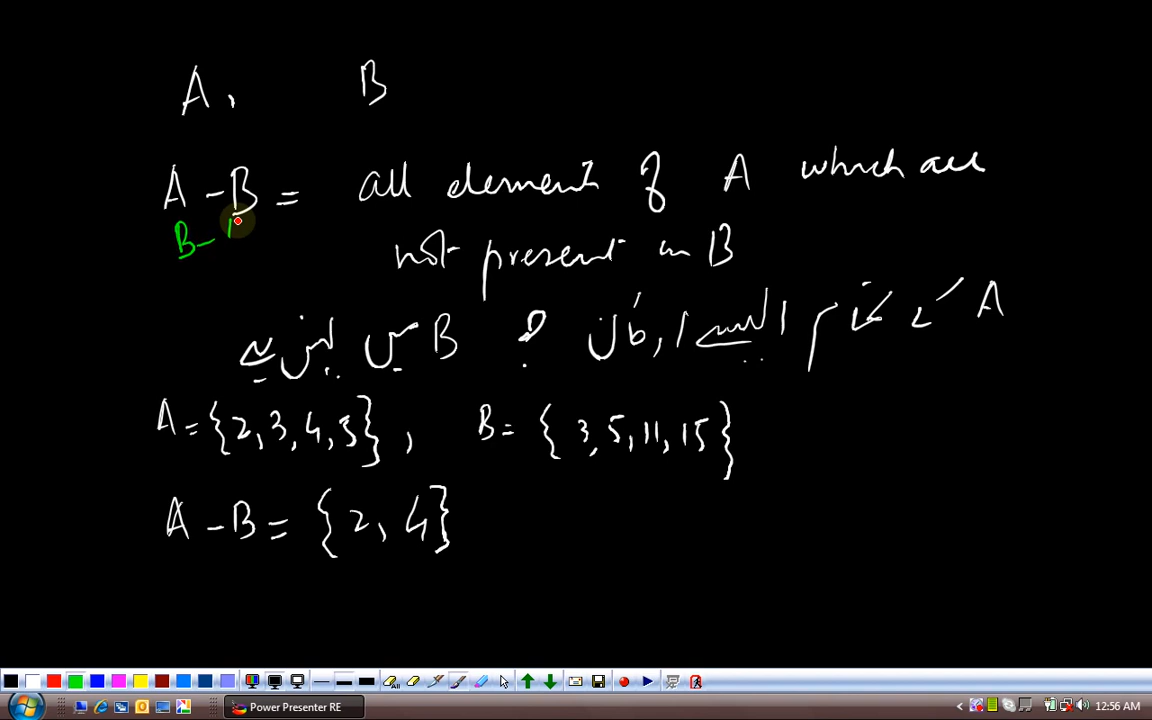 A, B
A - B = all element of A which are
B -
not present in B
A کے تمام ایسے ارکان جو B میں نہیں ہے
A = {2, 3, 4, 5}, B = {3, 5, 11, 15}
A - B = {2, 4}
Power Presenter RE
12:56 AM